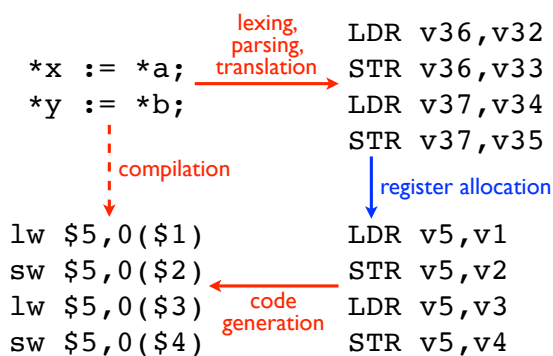 *x := *a;
*y := *b;
lexing,
parsing,
translation
LDR v36,v32
STR v36,v33
LDR v37,v34
STR v37,v35
compilation
register allocation
lw $5,0($1)
sw $5,0($2)
lw $5,0($3)
sw $5,0($4)
code
generation
LDR v5,v1
STR v5,v2
LDR v5,v3
STR v5,v4